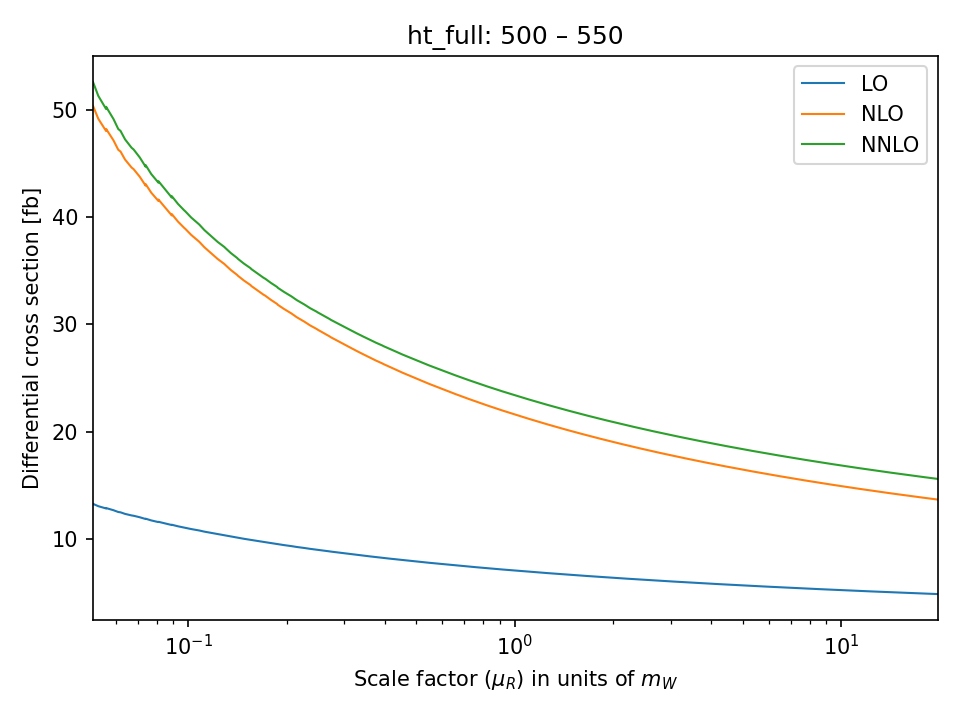 ht_full: 500 – 550
LO
NLO
NNLO
50
40
30
20
10
Differential cross section [fb]
10⁻¹ 10⁰ 10¹
Scale factor (μ_R) in units of m_W